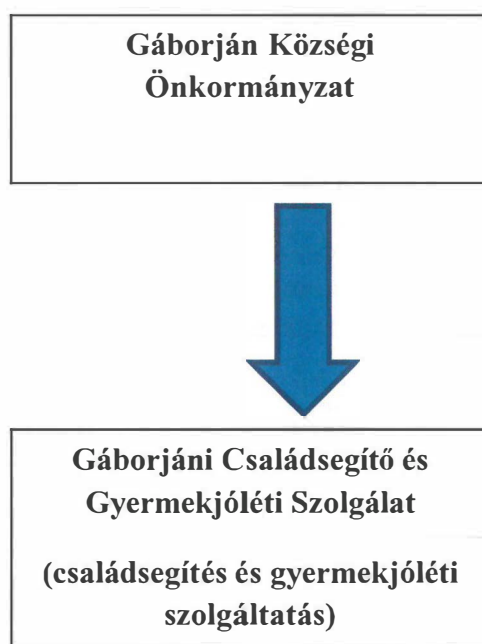 Gáborján Községi
Önkormányzat
Gáborjáni Családsegítő és
Gyermekjóléti Szolgálat
(családsegítés és gyermekjóléti
szolgáltatás)